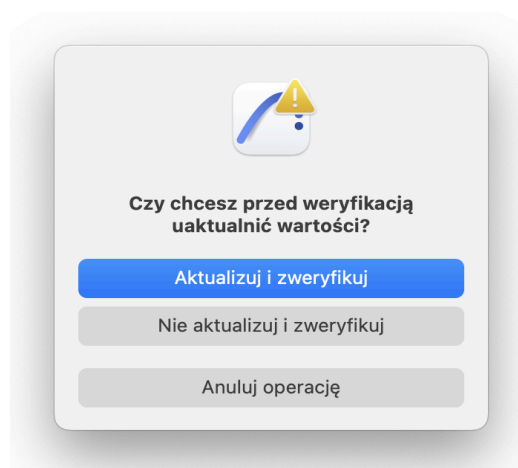 Czy chcesz przed weryfikacją
uaktualnić wartości?
Aktualizuj i zweryfikuj
Nie aktualizuj i zweryfikuj
Anuluj operację